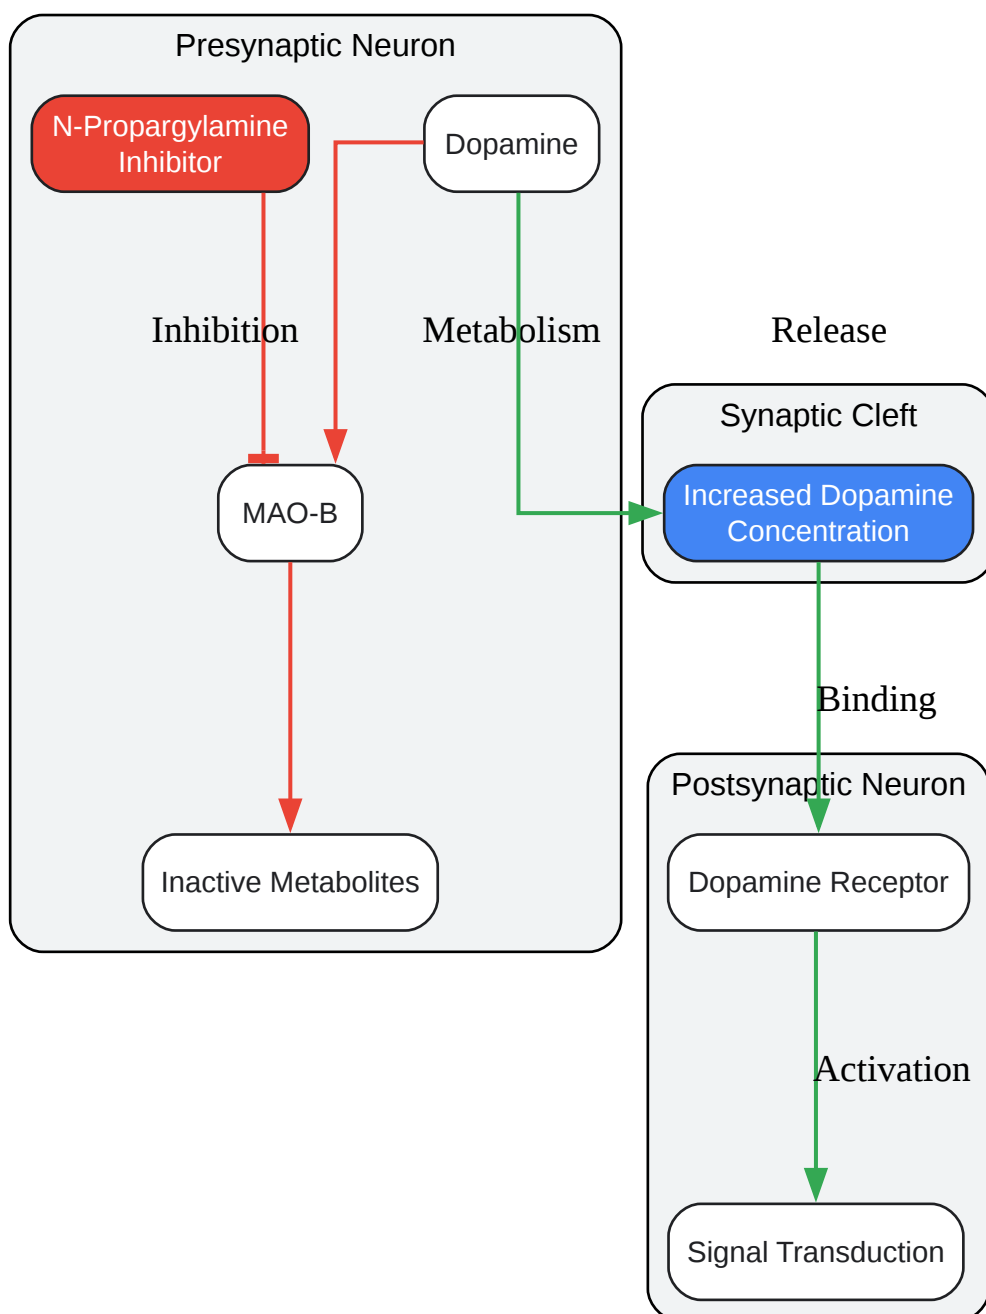 Presynaptic Neuron
N-Propargylamine
Inhibitor
Dopamine
Inhibition
Metabolism
Release
Synaptic Cleft
Increased Dopamine
Concentration
MAO-B
Binding
Postsynaptic Neuron
Inactive Metabolites
Dopamine Receptor
Activation
Signal Transduction